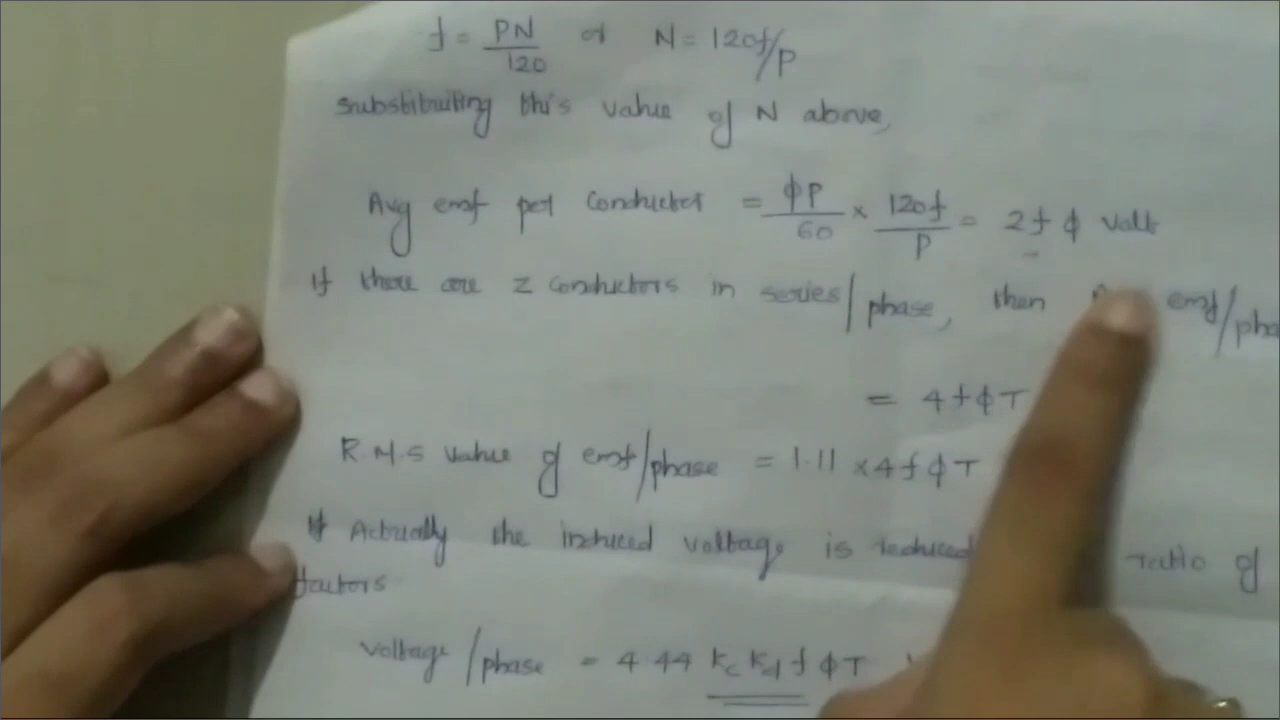 f = PN/120 or N = 120f/P
substituting this value of N above,
Avg emf per conductor = ΦP/60 × 120f/P = 2fΦ volt
If there are Z conductors in series/phase, then emf/pha
= 4fΦT
R.M.S value of emf/phase = 1.11 × 4fΦT
If Actually the induced voltage is reduced ratio of
factors
Voltage/phase = 4.44 Kc Kd f ΦT